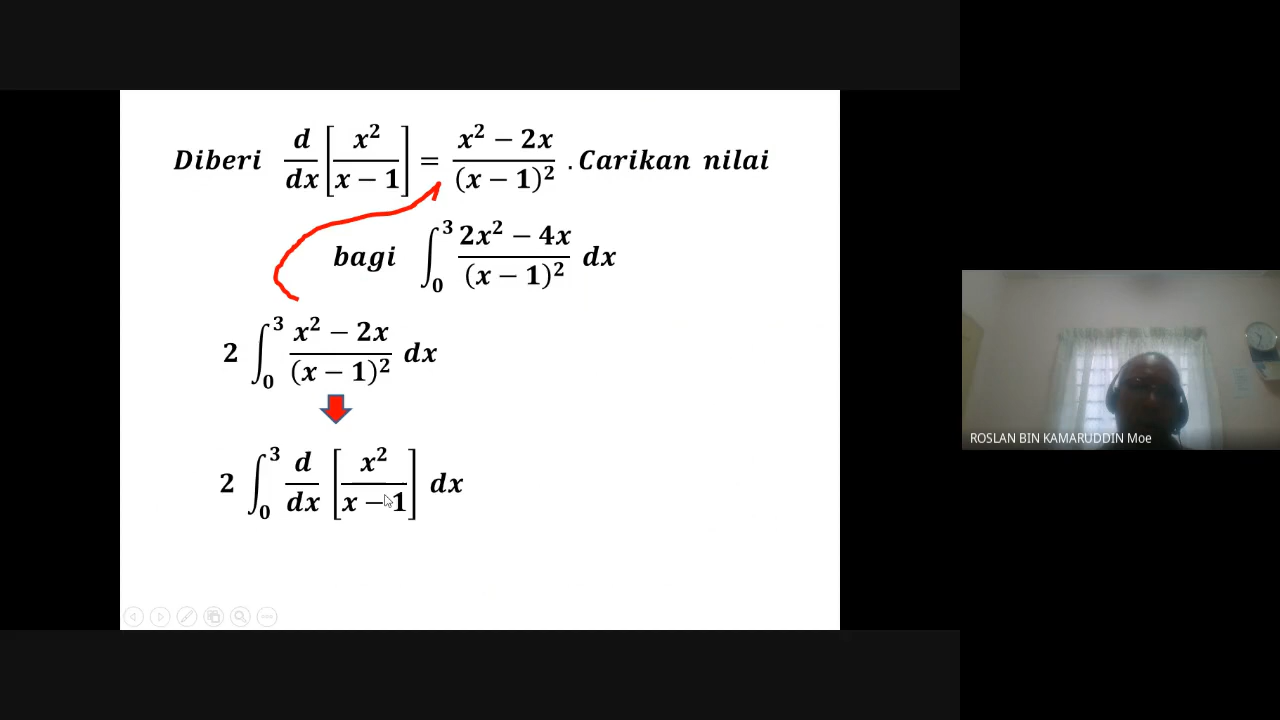 Diberi d/dx [x²/(x − 1)] = (x² − 2x)/(x − 1)² . Carikan nilai
bagi ∫₀³ (2x² − 4x)/(x − 1)² dx
2 ∫₀³ (x² − 2x)/(x − 1)² dx
2 ∫₀³ d/dx [x²/(x − 1)] dx
ROSLAN BIN KAMARUDDIN Moe